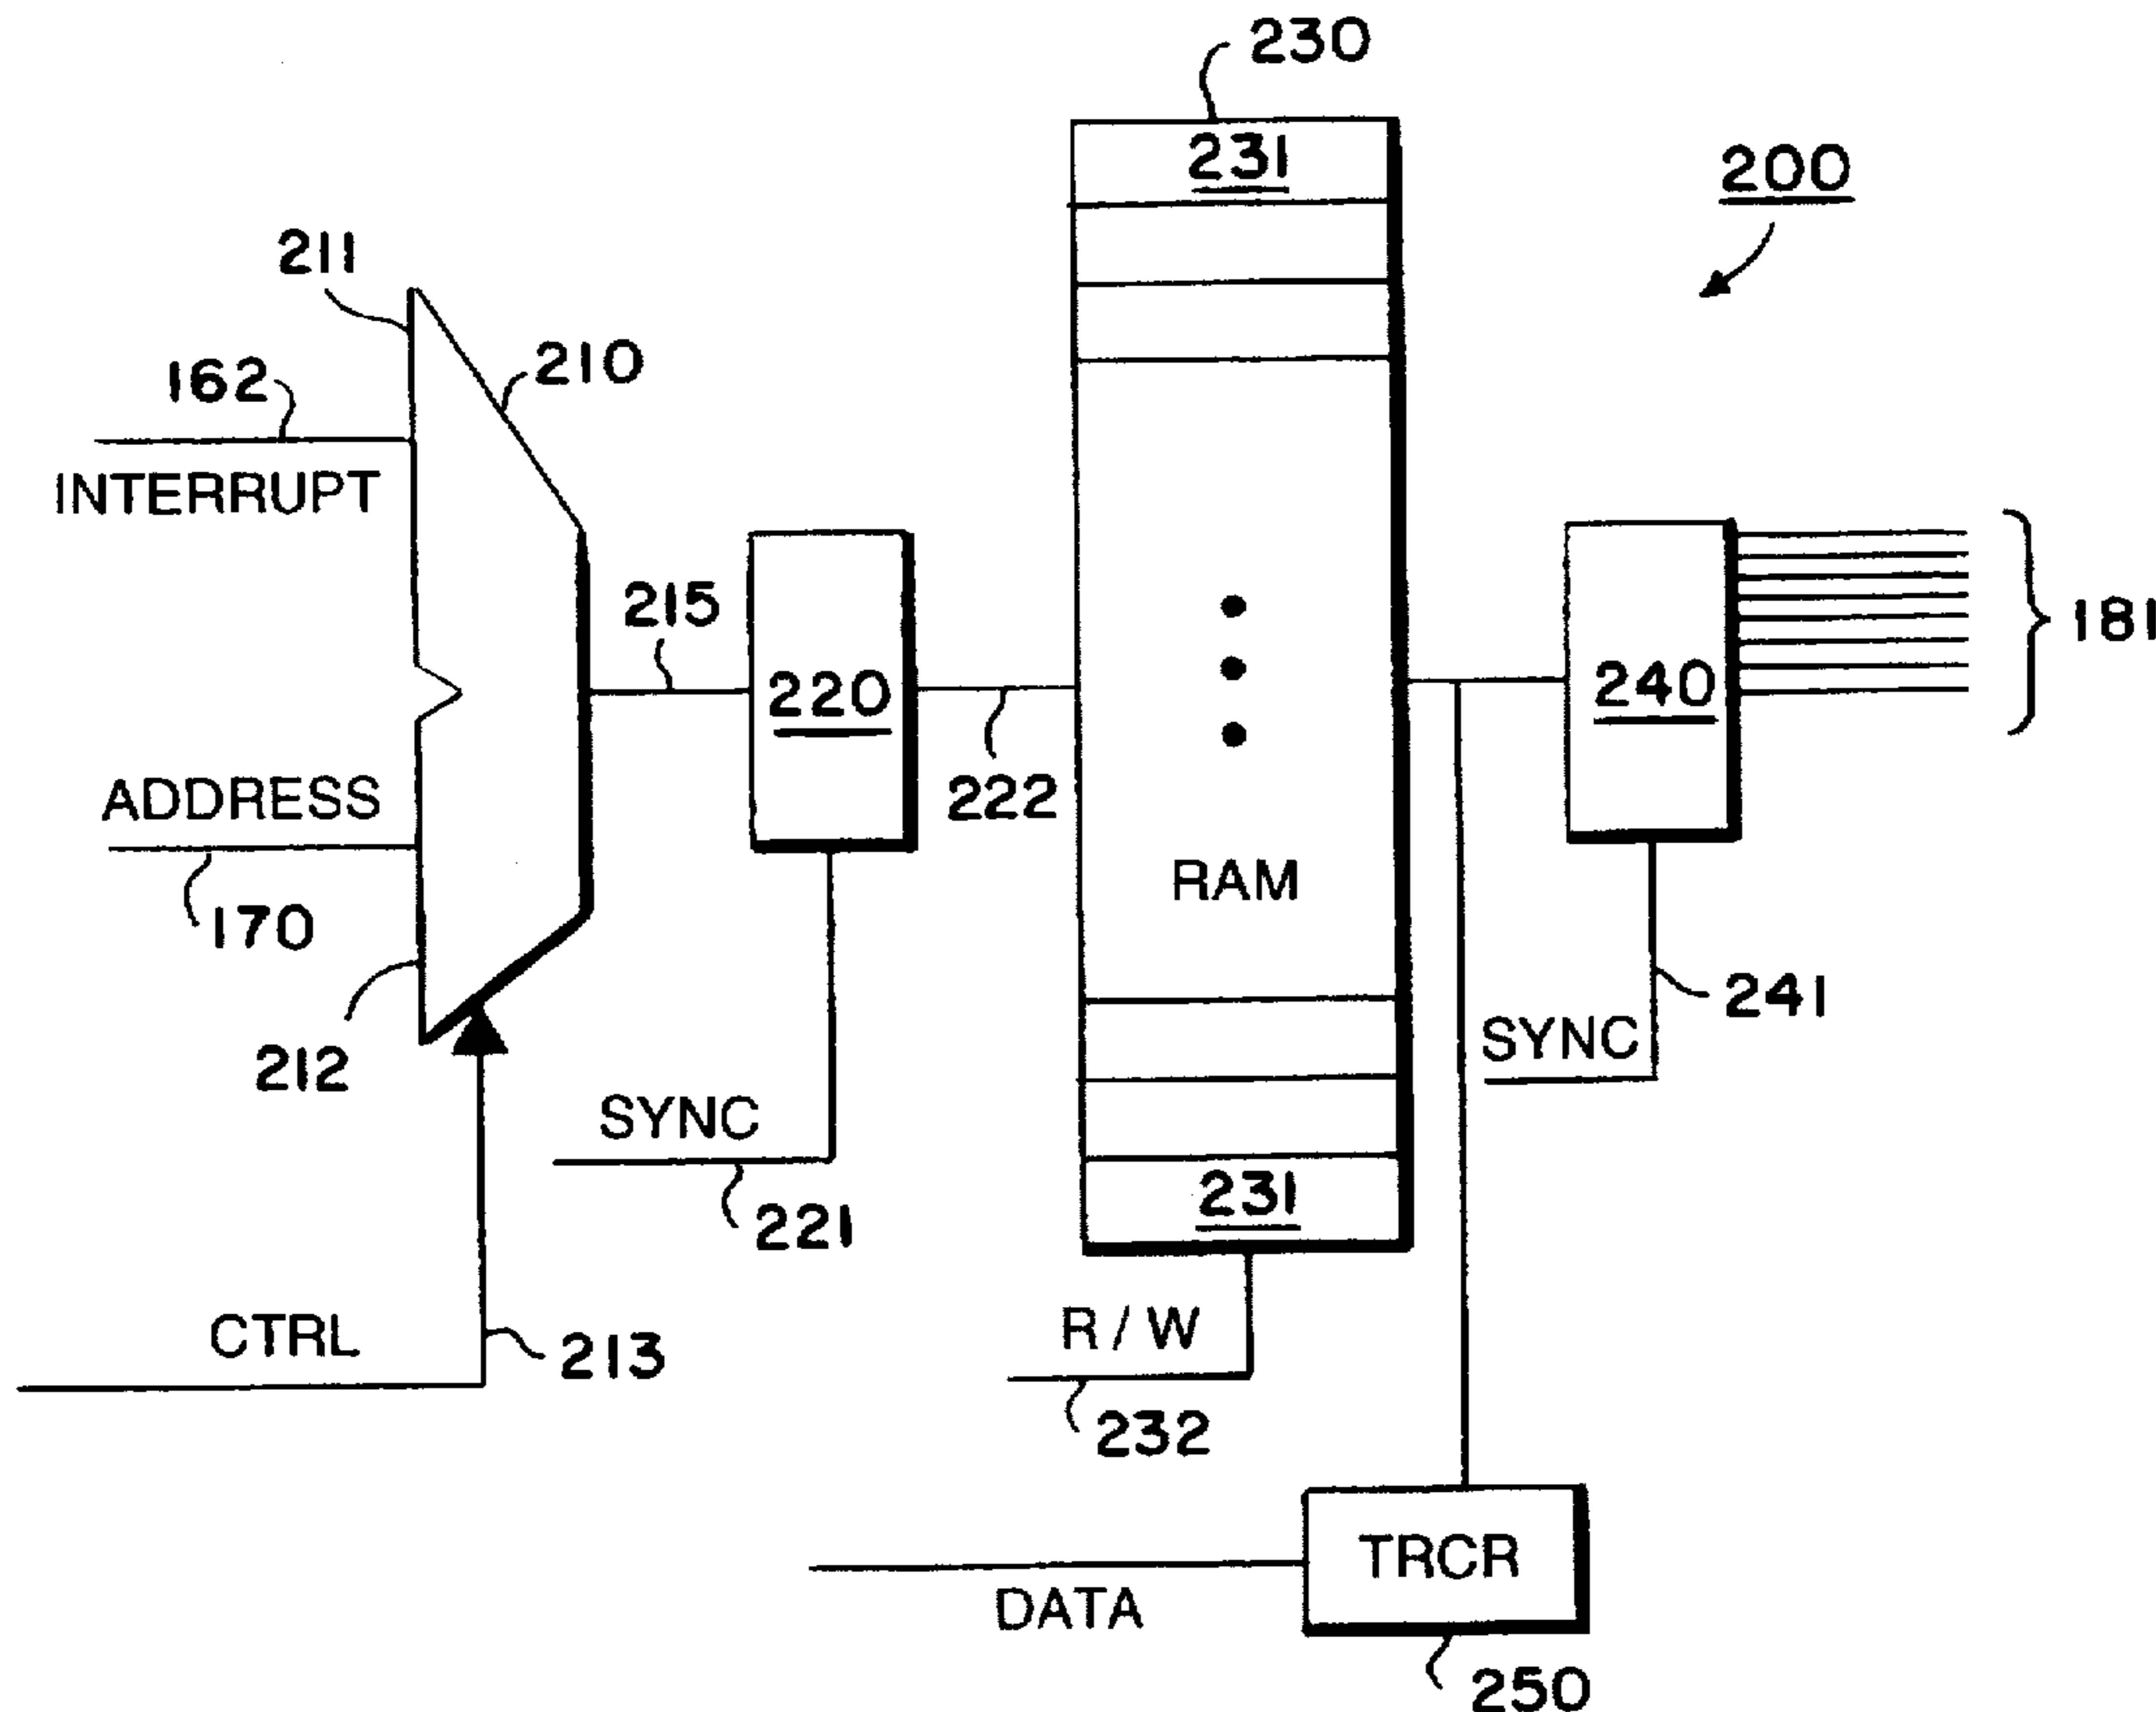 230
231
200
211
210
162
INTERRUPT
215
181
220
240
ADDRESS
222
170
RAM
241
212
SYNC
SYNC
231
221
CTRL
213
R / W
232
TRCR
DATA
250